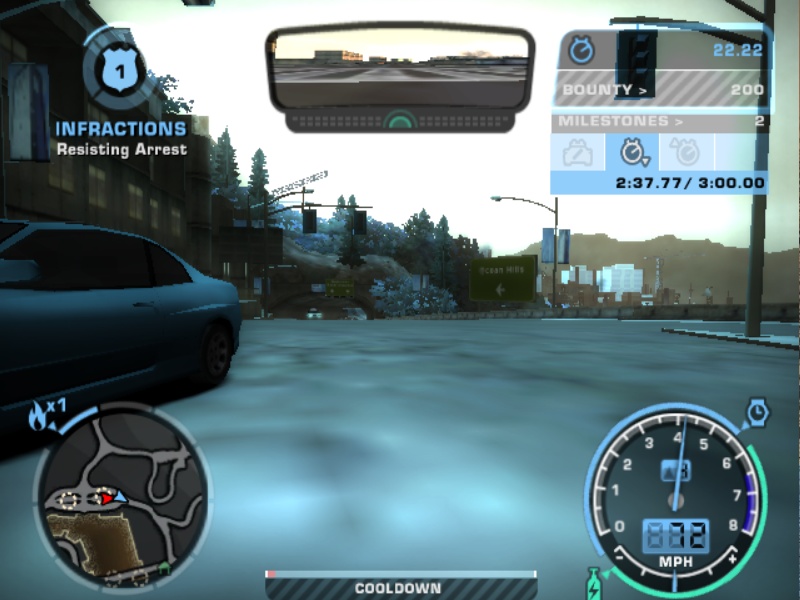 1
INFRACTIONS
Resisting Arrest
22.22
BOUNTY > 200
MILESTONES > 2
2:37.77/ 3:00.00
Ocean Hills
x1
0 1 2 3 4 5 6 7 8
72
MPH
COOLDOWN